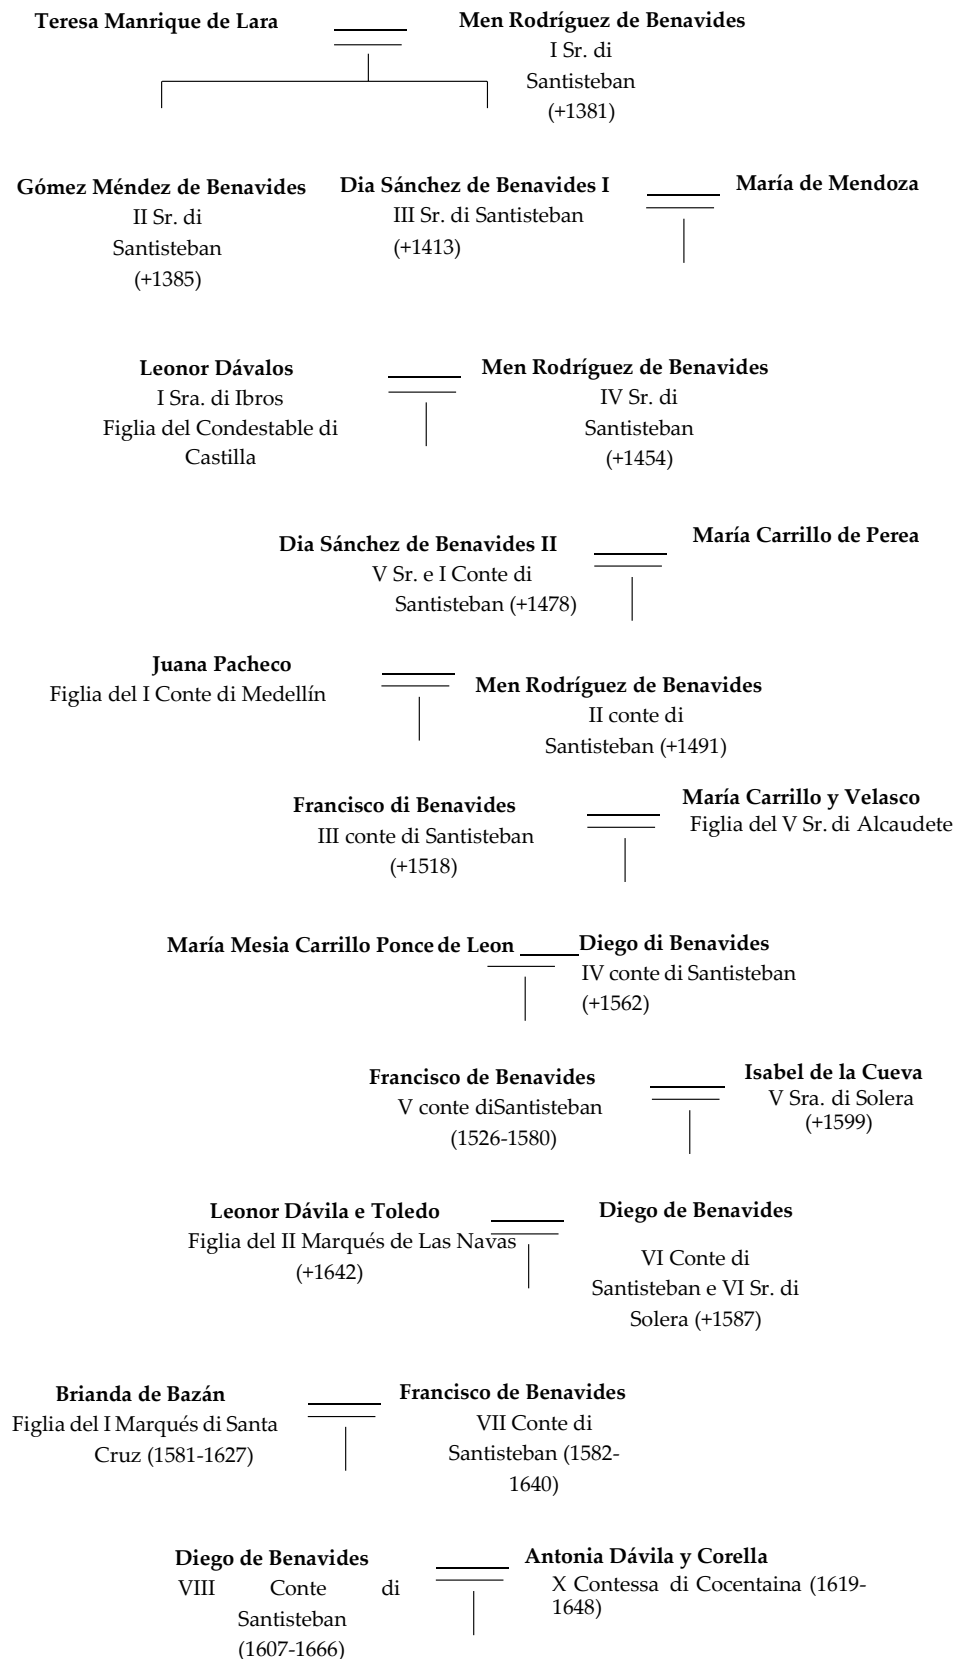 Teresa Manrique de Lara
Men Rodríguez de Benavides
I Sr. di
Santisteban
(+1381)
Gómez Méndez de Benavides
II Sr. di
Santisteban
(+1385)
Dia Sánchez de Benavides I
III Sr. di Santisteban
(+1413)
María de Mendoza
Leonor Dávalos
I Sra. di Ibros
Figlia del Condestable di
Castilla
Men Rodríguez de Benavides
IV Sr. di
Santisteban
(+1454)
Dia Sánchez de Benavides II
V Sr. e I Conte di
Santisteban (+1478)
María Carrillo de Perea
Juana Pacheco
Figlia del I Conte di Medellín
Men Rodríguez de Benavides
II conte di
Santisteban (+1491)
Francisco di Benavides
III conte di Santisteban
(+1518)
María Carrillo y Velasco
Figlia del V Sr. di Alcaudete
María Mesia Carrillo Ponce de Leon
Diego di Benavides
IV conte di Santisteban
(+1562)
Francisco de Benavides
V conte diSantisteban
(1526-1580)
Isabel de la Cueva
V Sra. di Solera
(+1599)
Leonor Dávila e Toledo
Figlia del II Marqués de Las Navas
(+1642)
Diego de Benavides
VI Conte di
Santisteban e VI Sr. di
Solera (+1587)
Brianda de Bazán
Figlia del I Marqués di Santa
Cruz (1581-1627)
Francisco de Benavides
VII Conte di
Santisteban (1582-
1640)
Diego de Benavides
VIII Conte di
Santisteban
(1607-1666)
Antonia Dávila y Corella
X Contessa di Cocentaina (1619-
1648)